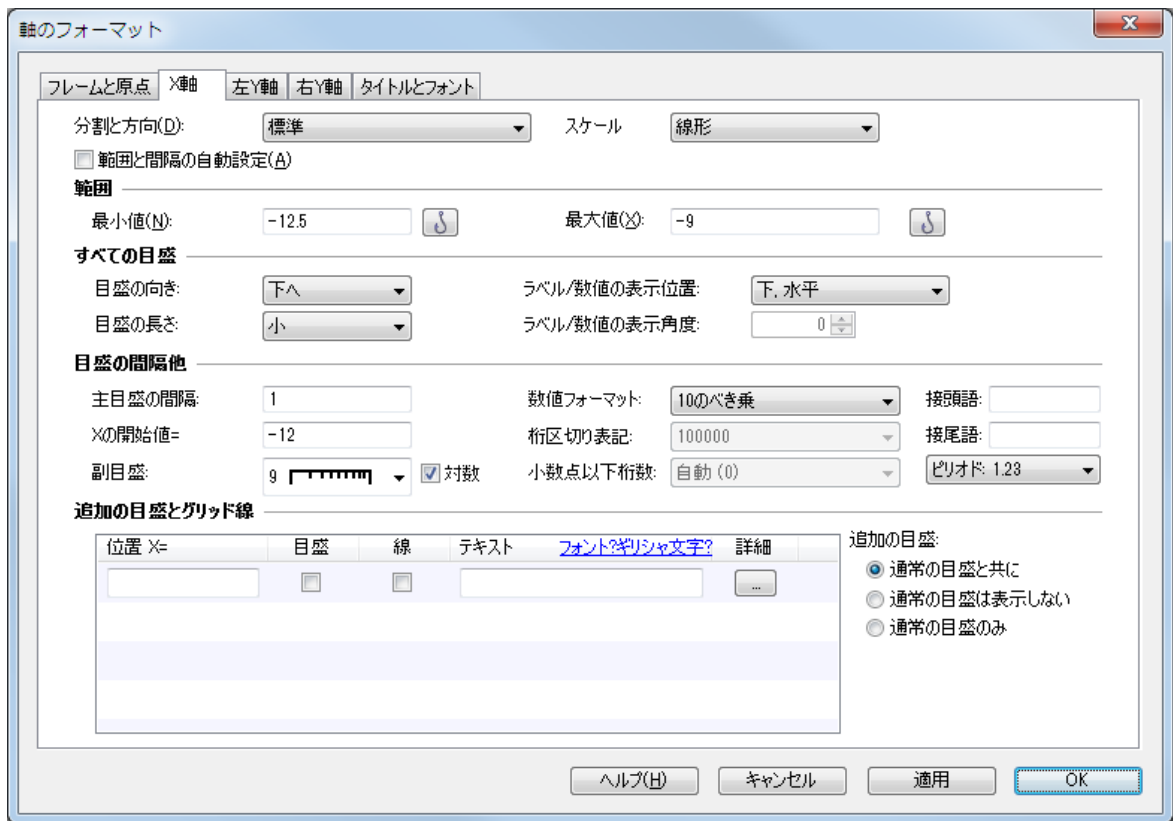 軸のフォーマット
フレームと原点 X軸 左Y軸 右Y軸 タイトルとフォント
分割と方向(D): 標準 スケール 線形
範囲と間隔の自動設定(A)
範囲
最小値(N): -12.5 最大値(X): -9
すべての目盛
目盛の向き: 下へ ラベル/数値の表示位置: 下, 水平
目盛の長さ: 小 ラベル/数値の表示角度: 0
目盛の間隔他
主目盛の間隔: 1 数値フォーマット: 10のべき乗 接頭語:
Xの開始値= -12 桁区切り表記: 100000 接尾語:
副目盛: 9 対数 小数点以下桁数: 自動 (0) ピリオド: 1.23
追加の目盛とグリッド線
位置 X= 目盛 線 テキスト フォント?ギリシャ文字? 詳細 追加の目盛:
... 通常の目盛と共に
通常の目盛は表示しない
通常の目盛のみ
ヘルプ(H) キャンセル 適用 OK